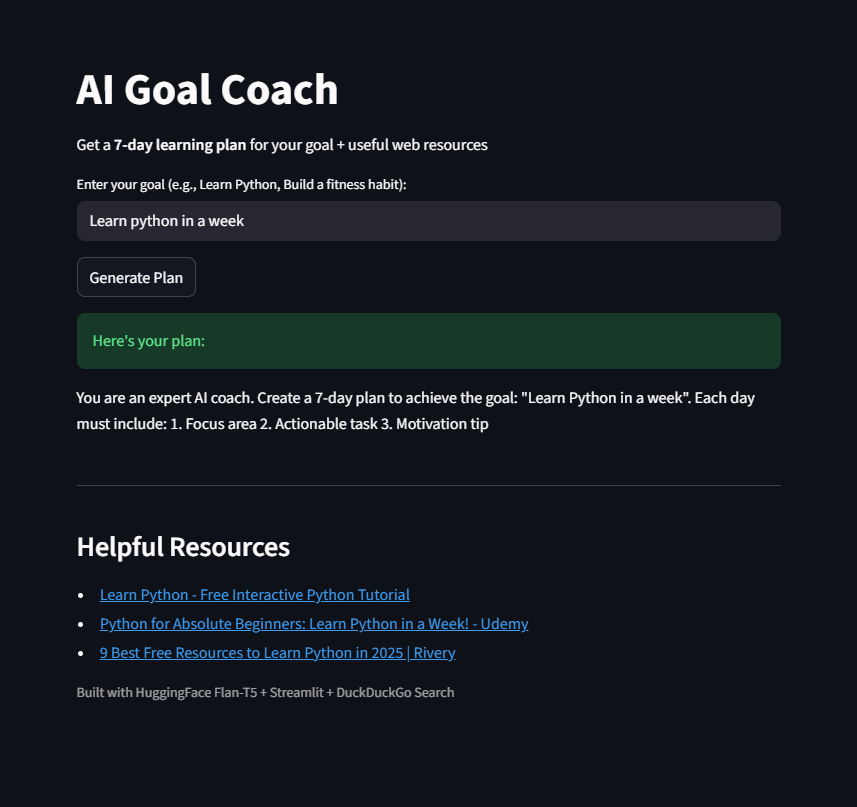 AI Goal Coach
Get a 7-day learning plan for your goal + useful web resources
Enter your goal (e.g., Learn Python, Build a fitness habit):
Learn python in a week
Generate Plan
Here's your plan:
You are an expert AI coach. Create a 7-day plan to achieve the goal: "Learn Python in a week". Each day
must include: 1. Focus area 2. Actionable task 3. Motivation tip
Helpful Resources
Learn Python - Free Interactive Python Tutorial
Python for Absolute Beginners: Learn Python in a Week! - Udemy
9 Best Free Resources to Learn Python in 2025 | Rivery
Built with HuggingFace Flan-T5 + Streamlit + DuckDuckGo Search